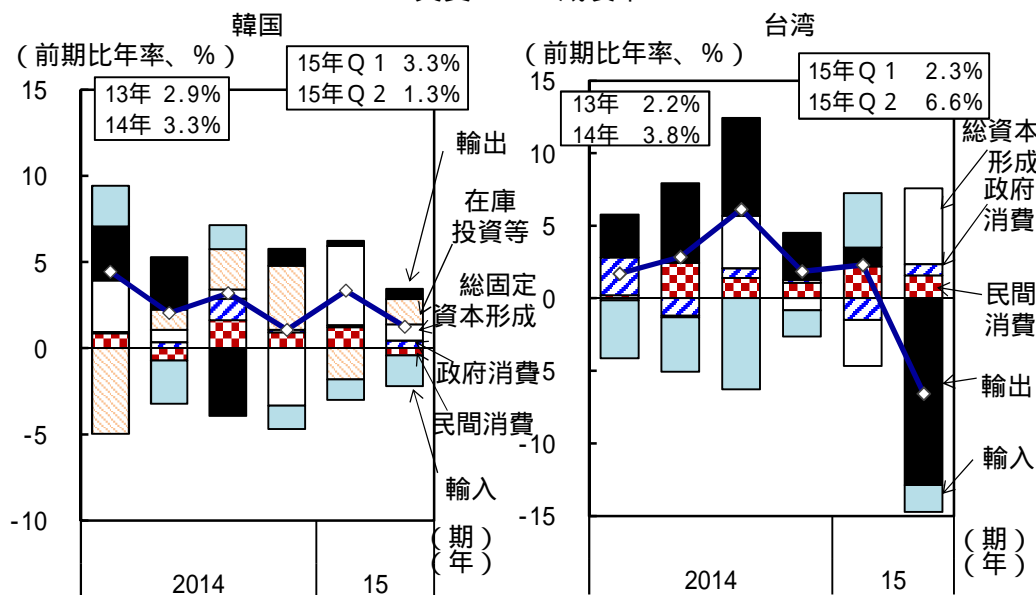 韓国
(前期比年率、%)
13年 2.9%
14年 3.3%
15年Q1 3.3%
15年Q2 1.3%
15
10
5
0
-5
-10
輸出
在庫
投資等
総固定
資本形成
政府消費
民間消費
輸入
(期)
(年)
2014
15
台湾
(前期比年率、%)
13年 2.2%
14年 3.8%
15年Q1 2.3%
15年Q2 6.6%
15
10
5
0
-5
-10
-15
総資本
形成
政府
消費
民間
消費
輸出
輸入
(期)
(年)
2014
15